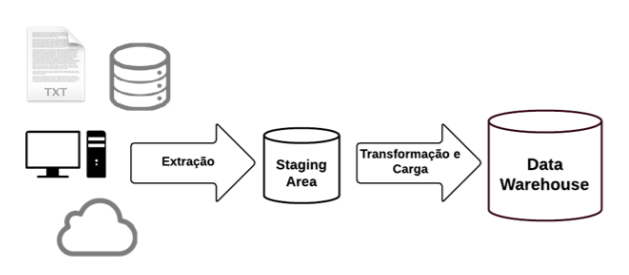 TXT
Extração
Staging
Area
Transformação e
Carga
Data
Warehouse